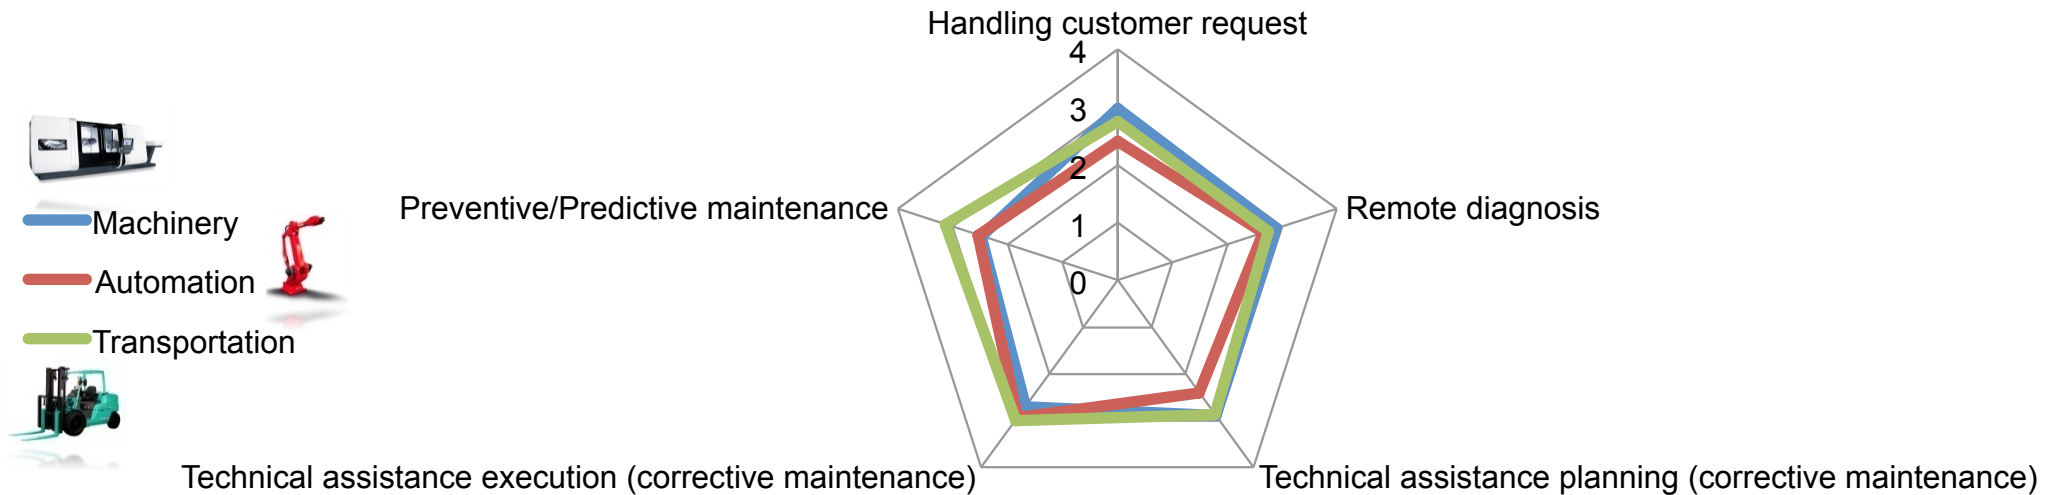 Handling customer request
4
3
2
1
0
Preventive/Predictive maintenance
Remote diagnosis
Machinery
Automation
Transportation
Technical assistance execution (corrective maintenance)
Technical assistance planning (corrective maintenance)